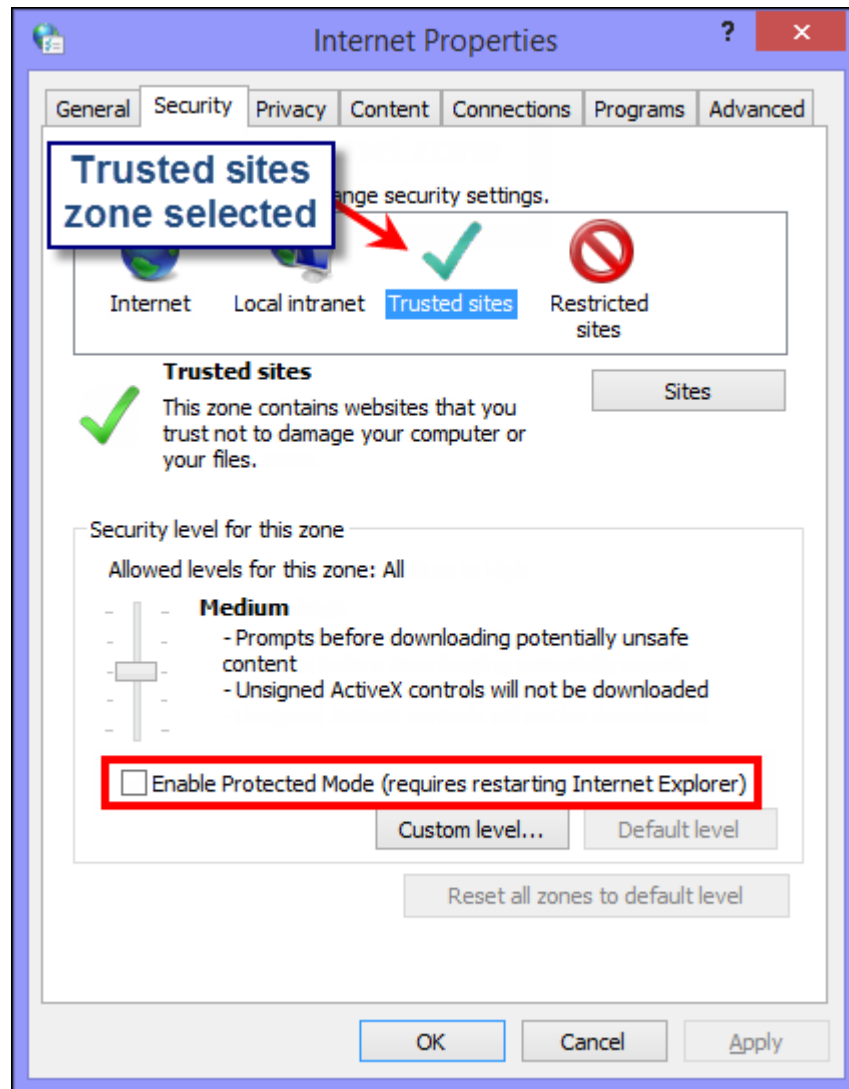 Internet Properties
?
General Security Privacy Content Connections Programs Advanced
Trusted sites
zone selected
ange security settings.
Internet Local intranet Trusted sites Restricted
sites
Trusted sites
Sites
This zone contains websites that you
trust not to damage your computer or
your files.
Security level for this zone
Allowed levels for this zone: All
Medium
- Prompts before downloading potentially unsafe
content
- Unsigned ActiveX controls will not be downloaded
Enable Protected Mode (requires restarting Internet Explorer)
Custom level... Default level
Reset all zones to default level
OK Cancel Apply